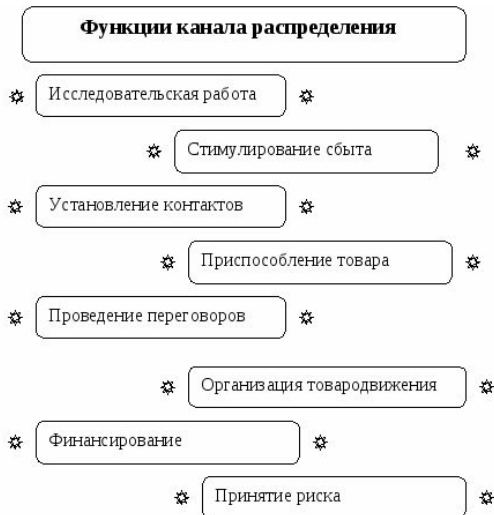 Функции канала распределения
Исследовательская работа
Стимулирование сбыта
Установление контактов
Приспособление товара
Проведение переговоров
Организация товародвижения
Финансирование
Принятие риска